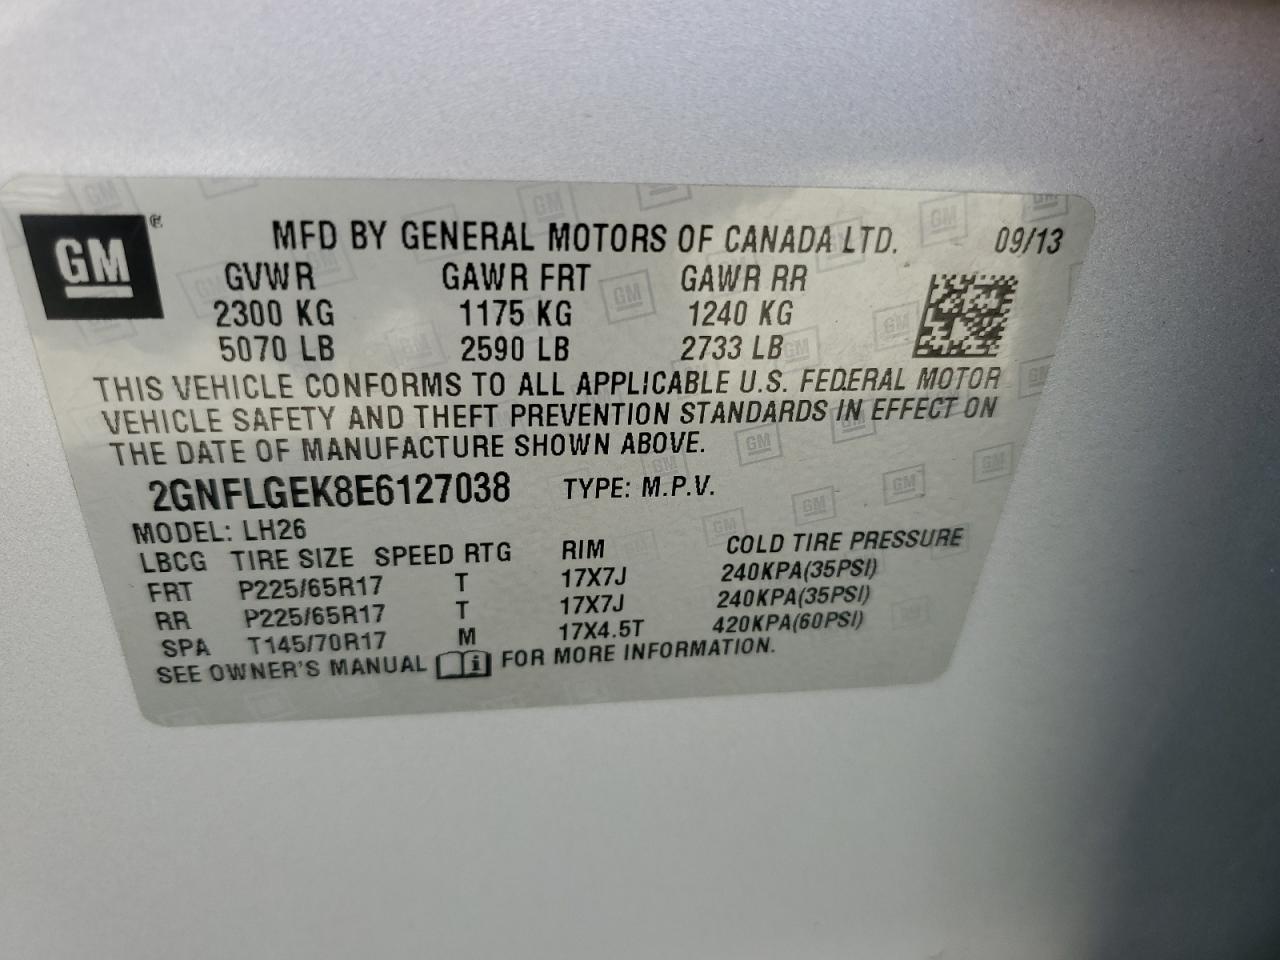 GM ®
MFD BY GENERAL MOTORS OF CANADA LTD. 09/13
GVWR GAWR FRT GAWR RR
2300 KG 1175 KG 1240 KG
5070 LB 2590 LB 2733 LB
THIS VEHICLE CONFORMS TO ALL APPLICABLE U.S. FEDERAL MOTOR
VEHICLE SAFETY AND THEFT PREVENTION STANDARDS IN EFFECT ON
THE DATE OF MANUFACTURE SHOWN ABOVE.
2GNFLGEK8E6127038 TYPE: M.P.V.
MODEL: LH26
LBCG TIRE SIZE SPEED RTG RIM COLD TIRE PRESSURE
FRT P225/65R17 T 17X7J 240KPA(35PSI)
RR P225/65R17 T 17X7J 240KPA(35PSI)
SPA T145/70R17 M 17X4.5T 420KPA(60PSI)
SEE OWNER'S MANUAL i FOR MORE INFORMATION.